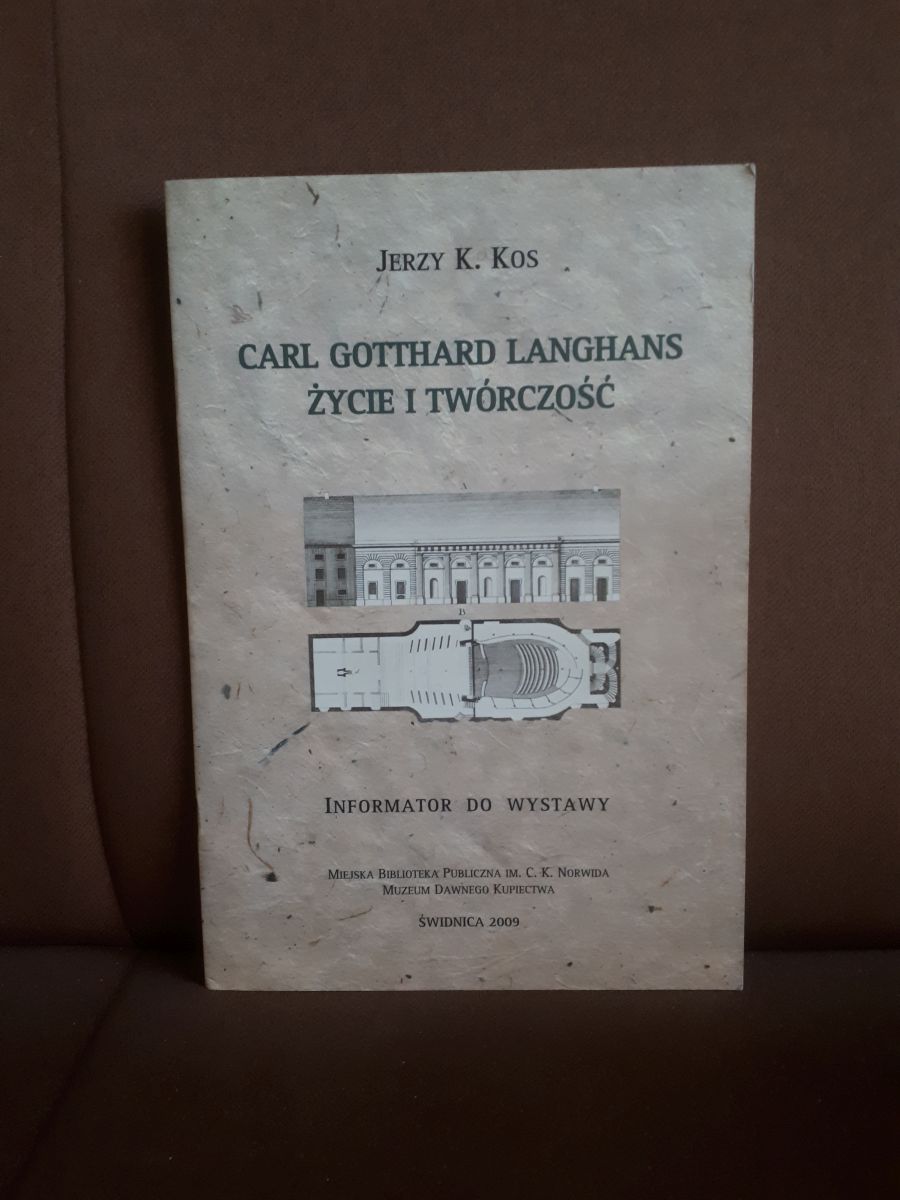 Jerzy K. Kos
CARL GOTTHARD LANGHANS
ŻYCIE I TWÓRCZOŚĆ
A
B
Informator do wystawy
Miejska Biblioteka Publiczna im. C. K. Norwida
Muzeum Dawnego Kupiectwa
Świdnica 2009